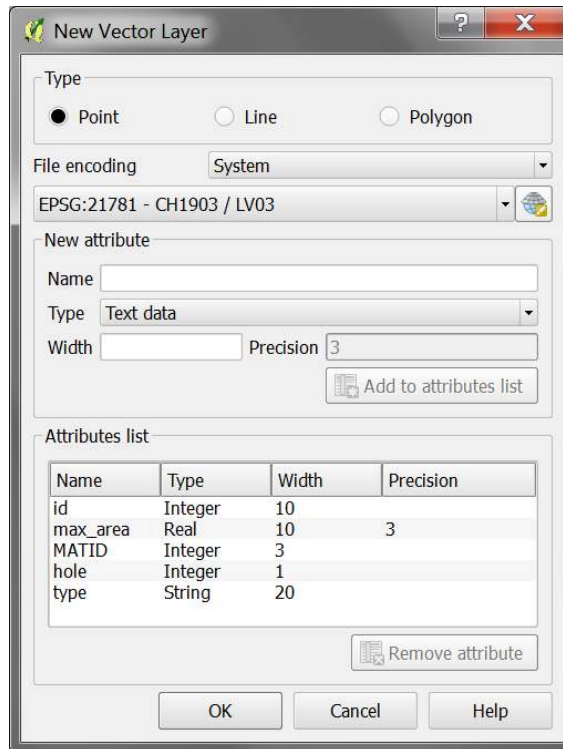 New Vector Layer
Type
Point Line Polygon
File encoding System
EPSG:21781 - CH1903 / LV03
New attribute
Name
Type Text data
Width Precision 3
Add to attributes list
Attributes list
Name Type Width Precision
id Integer 10
max_area Real 10 3
MATID Integer 3
hole Integer 1
type String 20
Remove attribute
OK Cancel Help